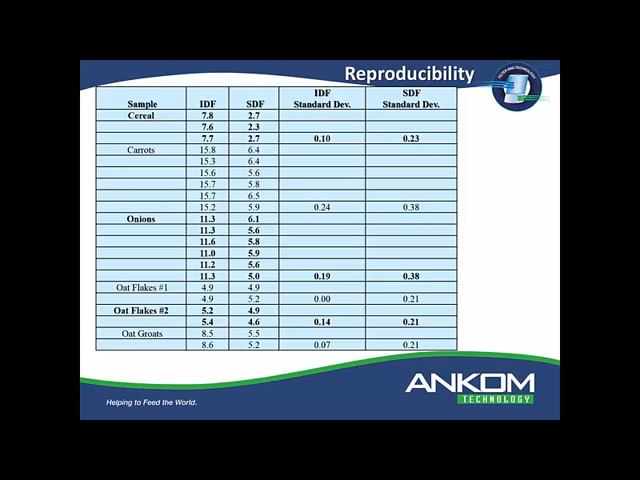 Reproducibility
FILTER BAG TECHNOLOGY
Sample IDF SDF IDF Standard Dev. SDF Standard Dev.
Cereal 7.8 2.7
7.6 2.3
7.7 2.7 0.10 0.23
Carrots 15.8 6.4
15.3 6.4
15.6 5.6
15.7 5.8
15.7 6.5
15.2 5.9 0.24 0.38
Onions 11.3 6.1
11.3 5.6
11.6 5.8
11.0 5.9
11.2 5.6
11.3 5.0 0.19 0.38
Oat Flakes #1 4.9 4.9
4.9 5.2 0.00 0.21
Oat Flakes #2 5.2 4.9
5.4 4.6 0.14 0.21
Oat Groats 8.5 5.5
8.6 5.2 0.07 0.21
ANKOM
TECHNOLOGY
Helping to Feed the World.